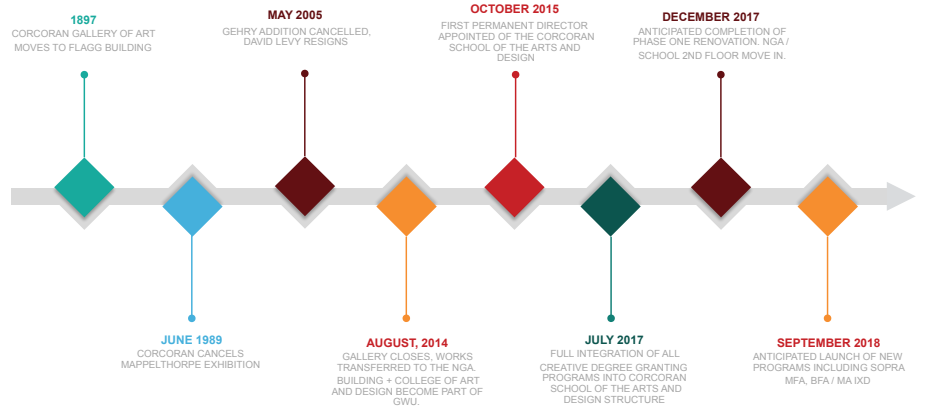 1897
CORCORAN GALLERY OF ART
MOVES TO FLAGG BUILDING
MAY 2005
GEHRY ADDITION CANCELLED,
DAVID LEVY RESIGNS
OCTOBER 2015
FIRST PERMANENT DIRECTOR
APPOINTED OF THE CORCORAN
SCHOOL OF THE ARTS AND
DESIGN
DECEMBER 2017
ANTICIPATED COMPLETION OF
PHASE ONE RENOVATION. NGA /
SCHOOL 2ND FLOOR MOVE IN.
JUNE 1989
CORCORAN CANCELS
MAPPELTHORPE EXHIBITION
AUGUST, 2014
GALLERY CLOSES, WORKS
TRANSFERRED TO THE NGA.
BUILDING + COLLEGE OF ART
AND DESIGN BECOME PART OF
GWU.
JULY 2017
FULL INTEGRATION OF ALL
CREATIVE DEGREE GRANTING
PROGRAMS INTO CORCORAN
SCHOOL OF THE ARTS AND
DESIGN STRUCTURE
SEPTEMBER 2018
ANTICIPATED LAUNCH OF NEW
PROGRAMS INCLUDING SOPRA
MFA, BFA / MA IXD